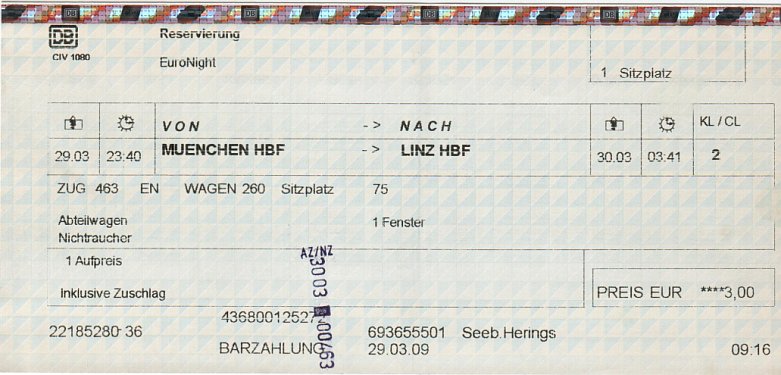 DB
CIV 1080
Reservierung
EuroNight
1 Sitzplatz
VON -> NACH KL / CL
29.03 23:40 MUENCHEN HBF -> LINZ HBF 30.03 03:41 2
ZUG 463 EN WAGEN 260 Sitzplatz 75
Abteilwagen 1 Fenster
Nichtraucher
1 Aufpreis
Inklusive Zuschlag
PREIS EUR ****3,00
AZ/NZ
3003 00463
22185280-36
693655501 Seeb.Herings
BARZAHLUNG 29.03.09 09:16